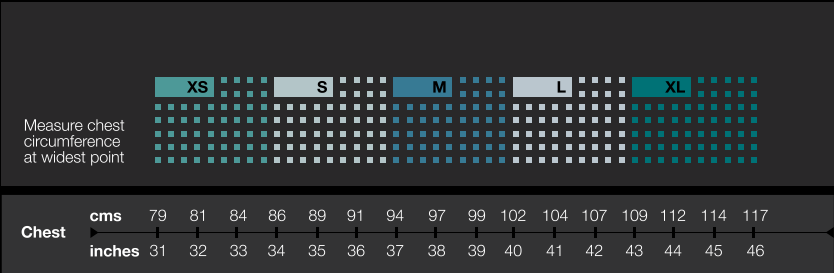 XS S M L XL
Measure chest
circumference
at widest point
cms 79 81 84 86 89 91 94 97 99 102 104 107 109 112 114 117
Chest
inches 31 32 33 34 35 36 37 38 39 40 41 42 43 44 45 46